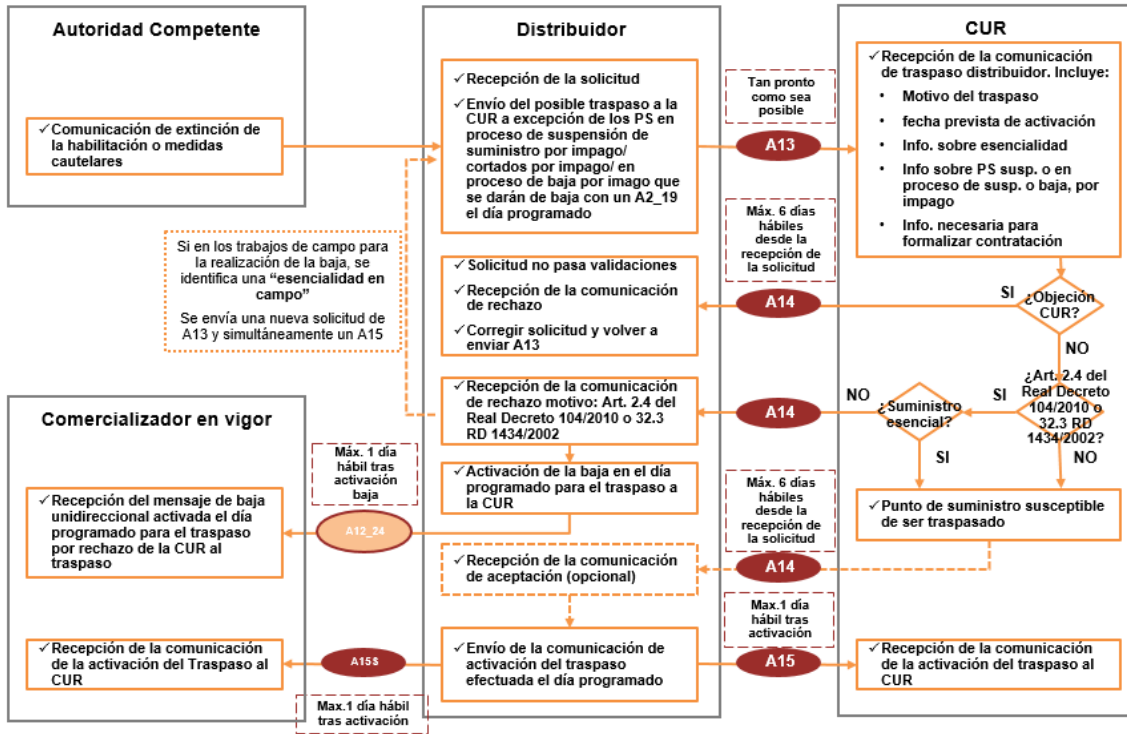 Autoridad Competente
✓Comunicación de extinción de
la habilitación o medidas
cautelares
Distribuidor
✓Recepción de la solicitud
✓Envío del posible traspaso a la
CUR a excepción de los PS en
proceso de suspensión de
suministro por impago/
cortados por impago/ en
proceso de baja por imago que
se darán de baja con un A2_19
el día programado
Tan pronto
como sea
posible
A13
CUR
✓Recepción de la comunicación
de traspaso distribuidor. Incluye:
• Motivo del traspaso
• fecha prevista de activación
• Info. sobre esencialidad
• Info sobre PS susp. o en
proceso de susp. o baja, por
impago
• Info. necesaria para
formalizar contratación
Si en los trabajos de campo para
la realización de la baja, se
identifica una “esencialidad en
campo”
Se envía una nueva solicitud de
A13 y simultáneamente un A15
✓Solicitud no pasa validaciones
✓Recepción de la comunicación
de rechazo
✓Corregir solicitud y volver a
enviar A13
Máx. 6 días
hábiles
desde la
recepción de
la solicitud
A14
SI
¿Objeción
CUR?
NO
✓Recepción de la comunicación
de rechazo motivo: Art. 2.4 del
Real Decreto 104/2010 o 32.3
RD 1434/2002
A14
NO
¿Suministro
esencial?
SI
SI
¿Art. 2.4 del
Real Decreto
104/2010 o
32.3 RD
1434/2002?
NO
Comercializador en vigor
Máx. 1 día
hábil tras
activación
baja
✓Activación de la baja en el día
programado para el traspaso a
la CUR
✓Recepción del mensaje de baja
unidireccional activada el día
programado para el traspaso
por rechazo de la CUR al
traspaso
A12_24
Máx. 6 días
hábiles
desde la
recepción de
la solicitud
✓Punto de suministro susceptible
de ser traspasado
✓Recepción de la comunicación
de aceptación (opcional)
A14
✓Recepción de la comunicación
de la activación del Traspaso al
CUR
A15S
Max.1 día hábil
tras activación
✓Envío de la comunicación de
activación del traspaso
efectuada el día programado
Max.1 día
hábil tras
activación
A15
✓Recepción de la comunicación
de la activación del traspaso al
CUR